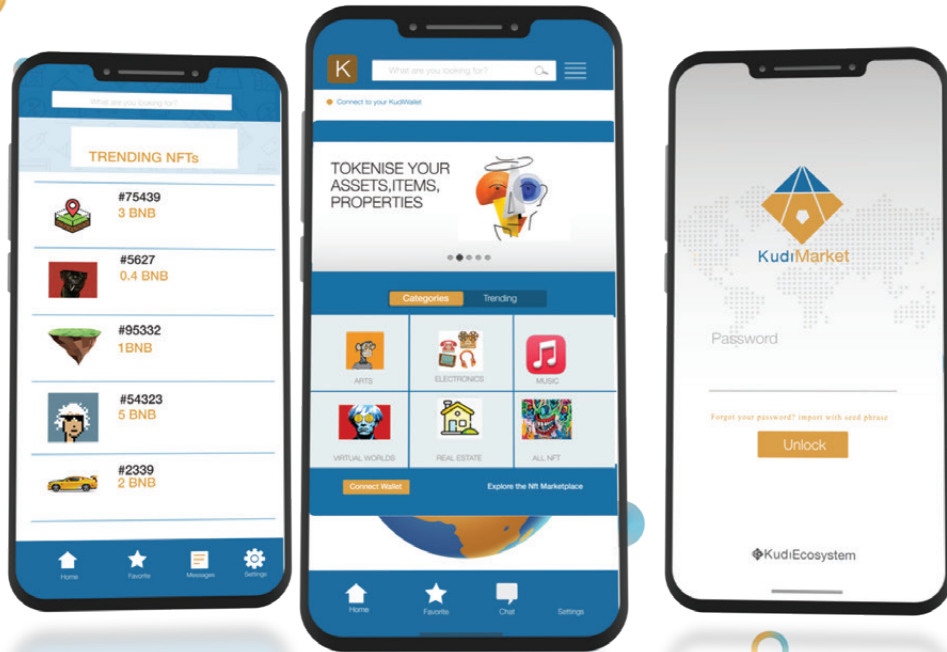 What are you looking for?
TRENDING NFTs
#75439
3 BNB
#5627
0.4 BNB
#95332
1BNB
#54323
5 BNB
#2339
2 BNB
Home
Favorite
Messages
Settings
K
What are you looking for?
Connect to your KudiWallet
TOKENISE YOUR
ASSETS,ITEMS,
PROPERTIES
Categories
Trending
ARTS
ELECTRONICS
MUSIC
VIRTUAL WORLDS
REAL ESTATE
ALL NFT
Connect Wallet
Explore the Nft Marketplace
Home
Favorite
Chat
Settings
KudiMarket
Password
Forgot your password? import with seed phrase
Unlock
KudiEcosystem